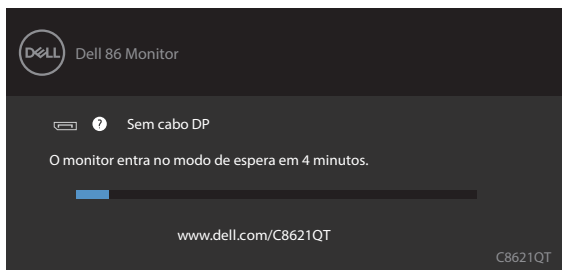 DELL
Dell 86 Monitor
? Sem cabo DP
O monitor entra no modo de espera em 4 minutos.
www.dell.com/C8621QT
C8621QT